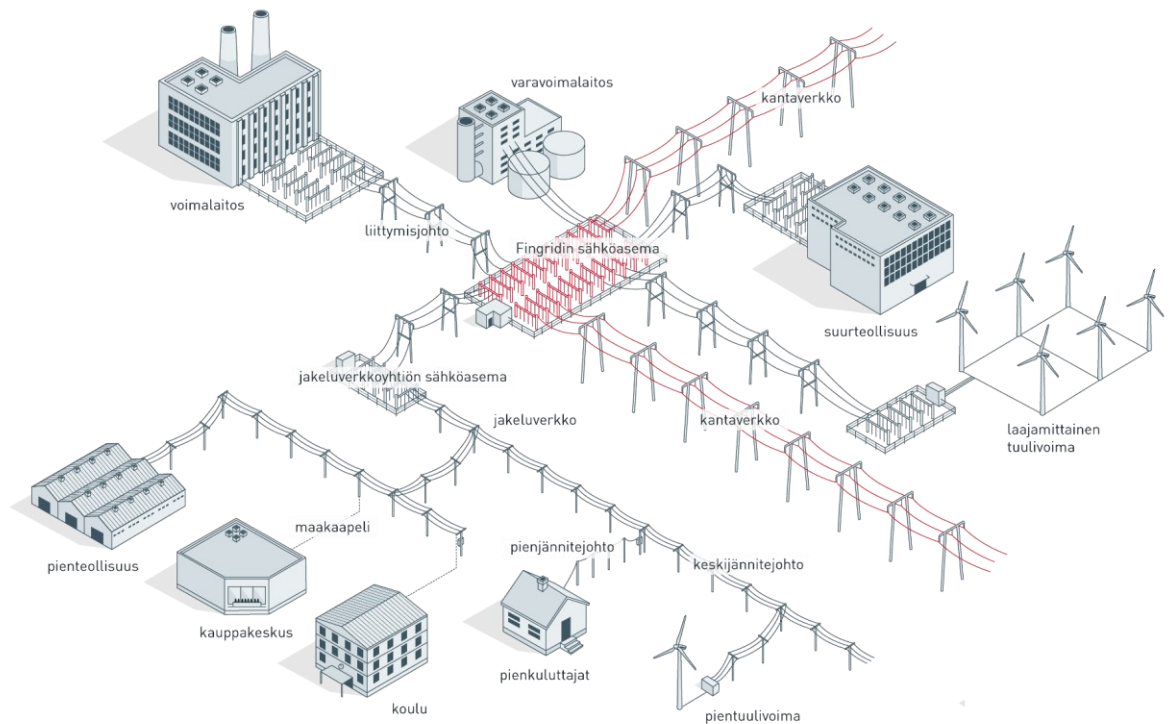 varavoimalaitos
kantaverkko
voimalaitos
liittymisjohto
Fingridin sähköasema
suurteollisuus
jakeluverkkoyhtiön sähköasema
jakeluverkko
kantaverkko
laajamittainen
tuulivoima
maakaapeli
pienjännitejohto
keskijännitejohto
pienteollisuus
kauppakeskus
pienkuluttajat
koulu
pientuulivoima